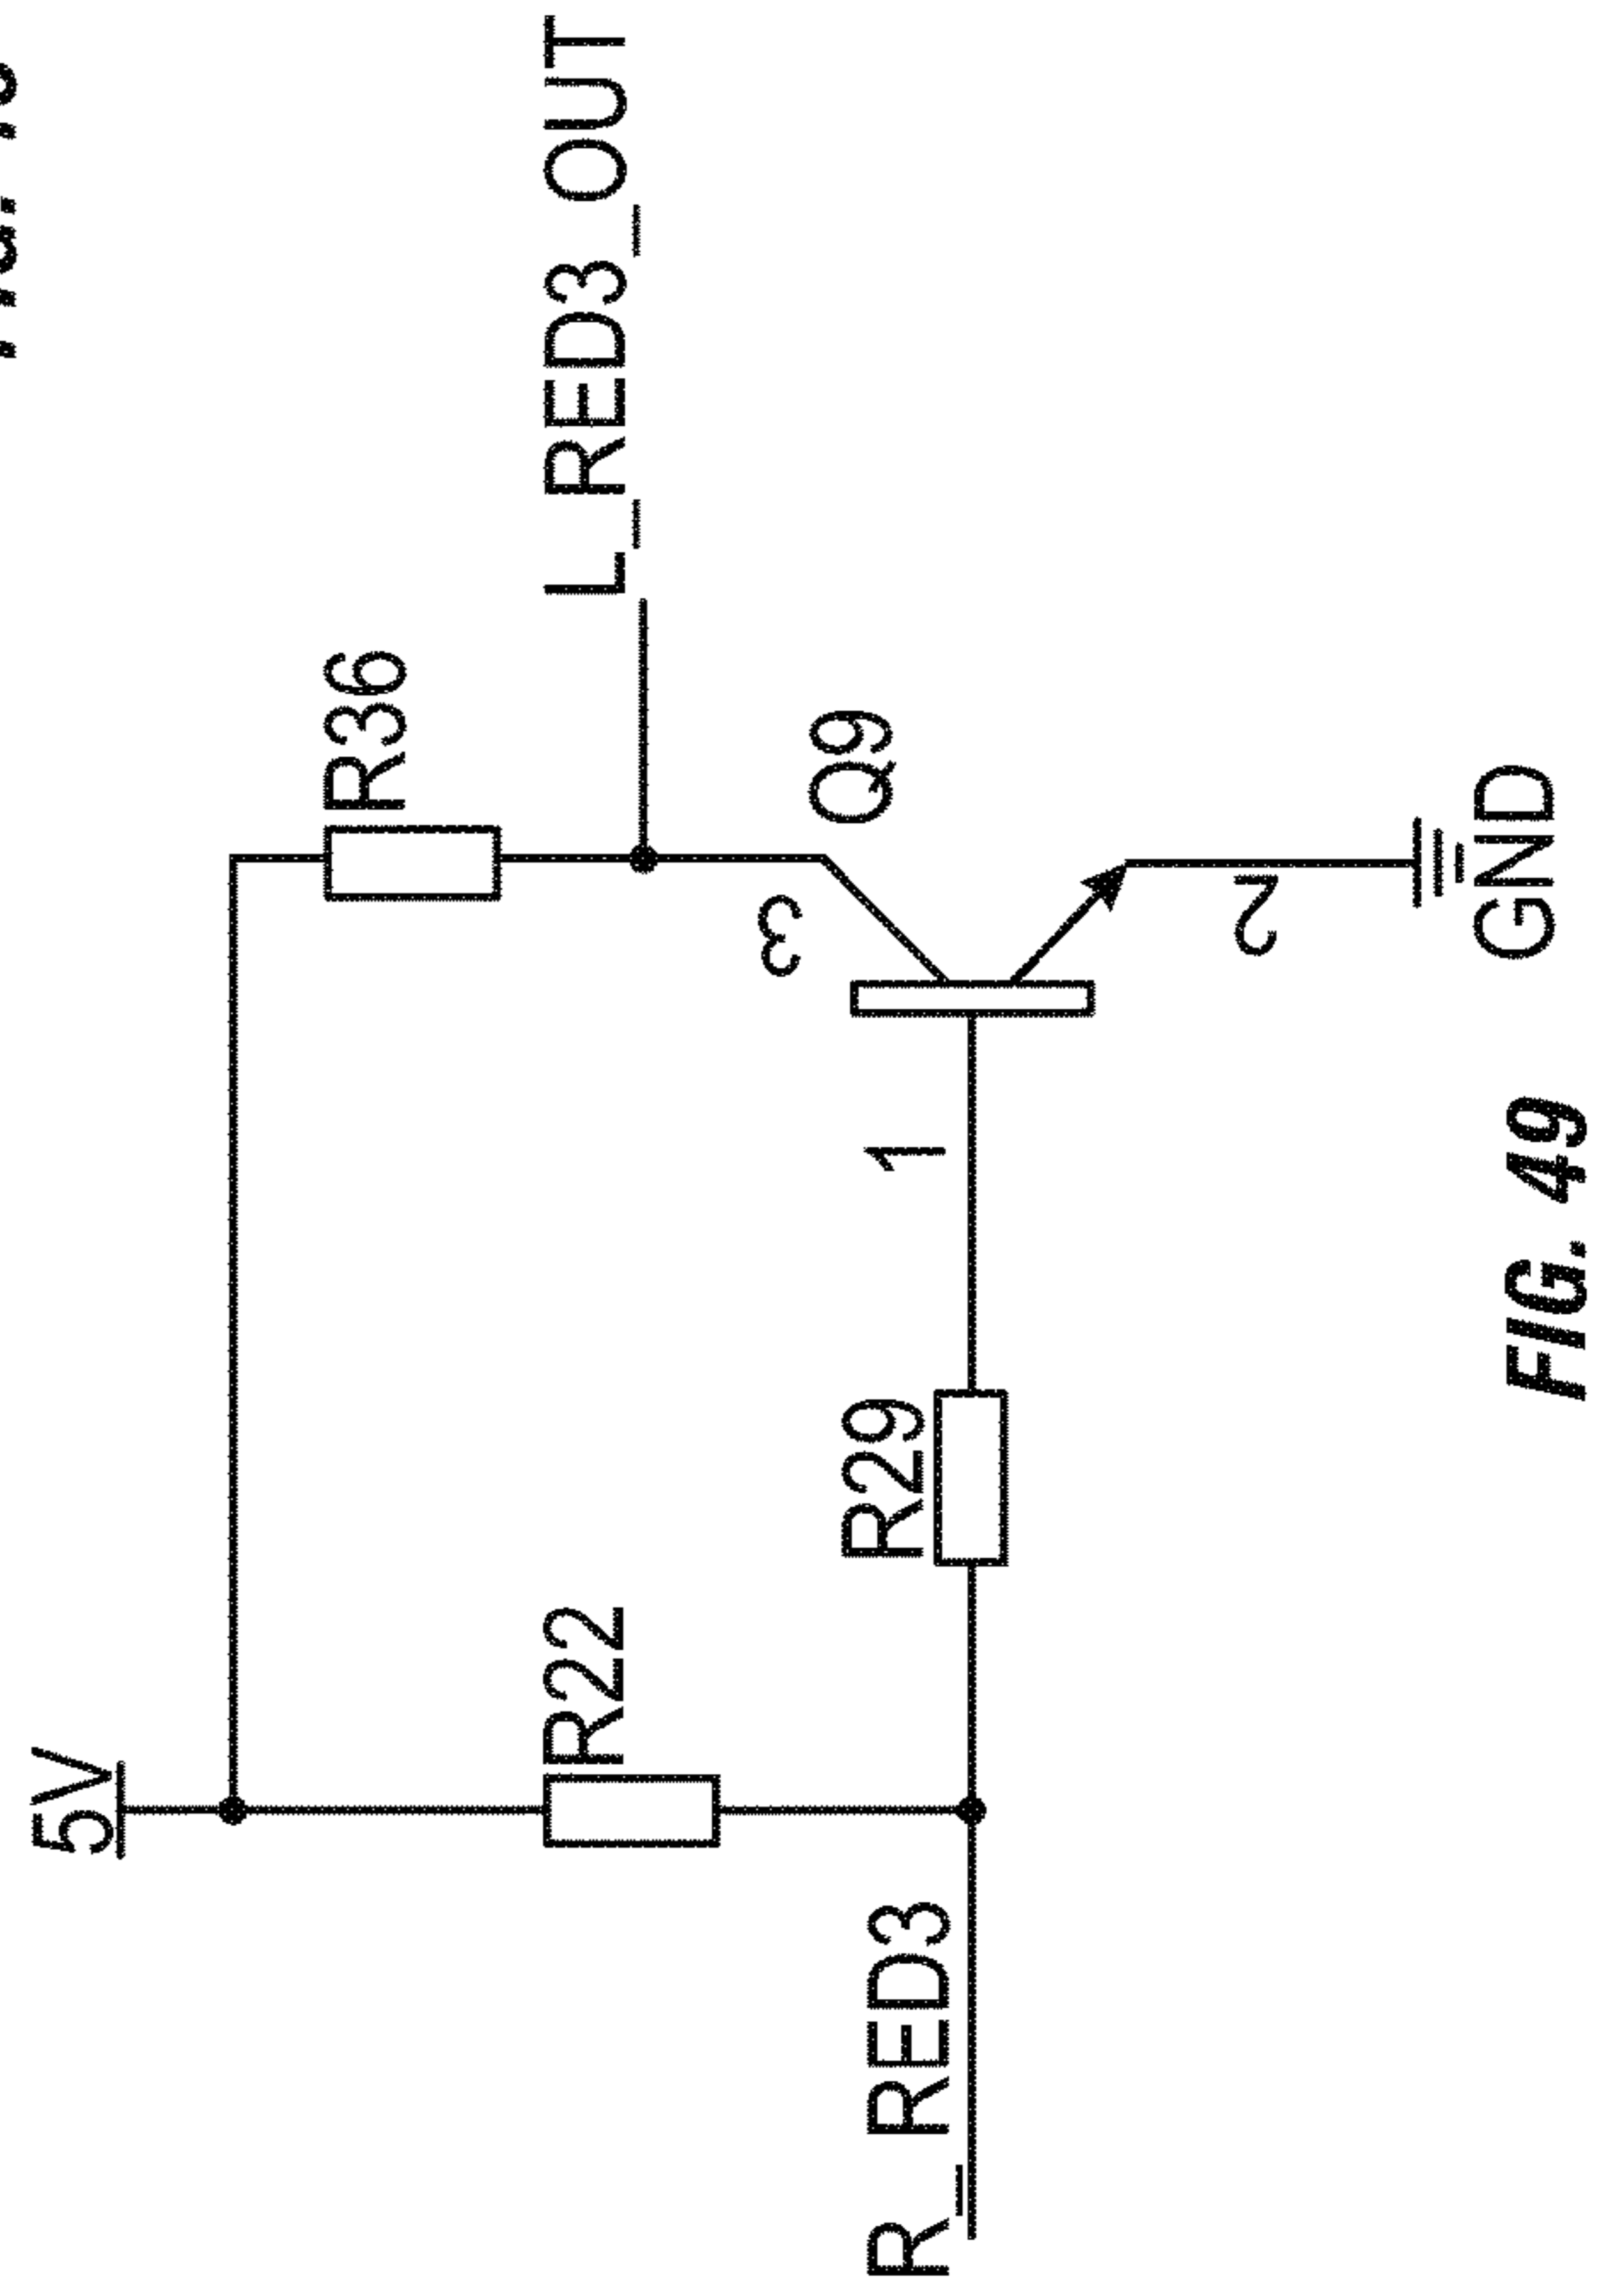 5V
R36
L_RED3_OUT
R22
3
Q9
R_RED3
R29
1
2
GND
FIG. 49